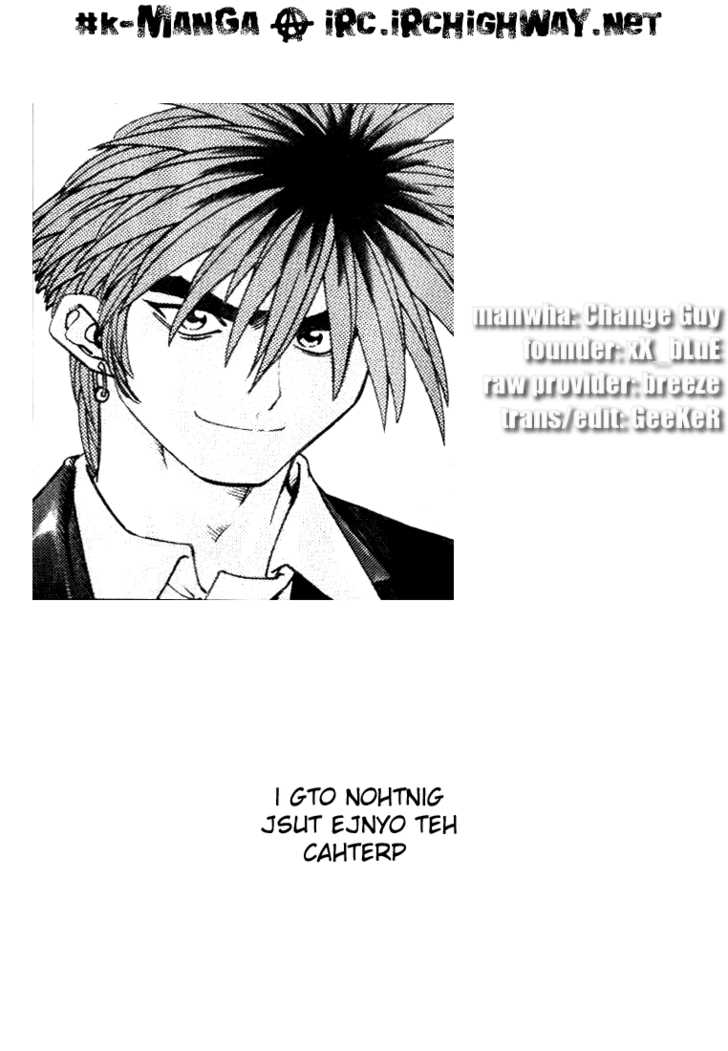 #k-MANGA @ iRC.iRCHiGHWAY.NeT
manwha: Change Guy
founder: xX_bLuE
raw provider: breeze
trans/edit: GeeKeR
I GTO NOHTNIG
JSUT EJNYO TEH
CAHTERP